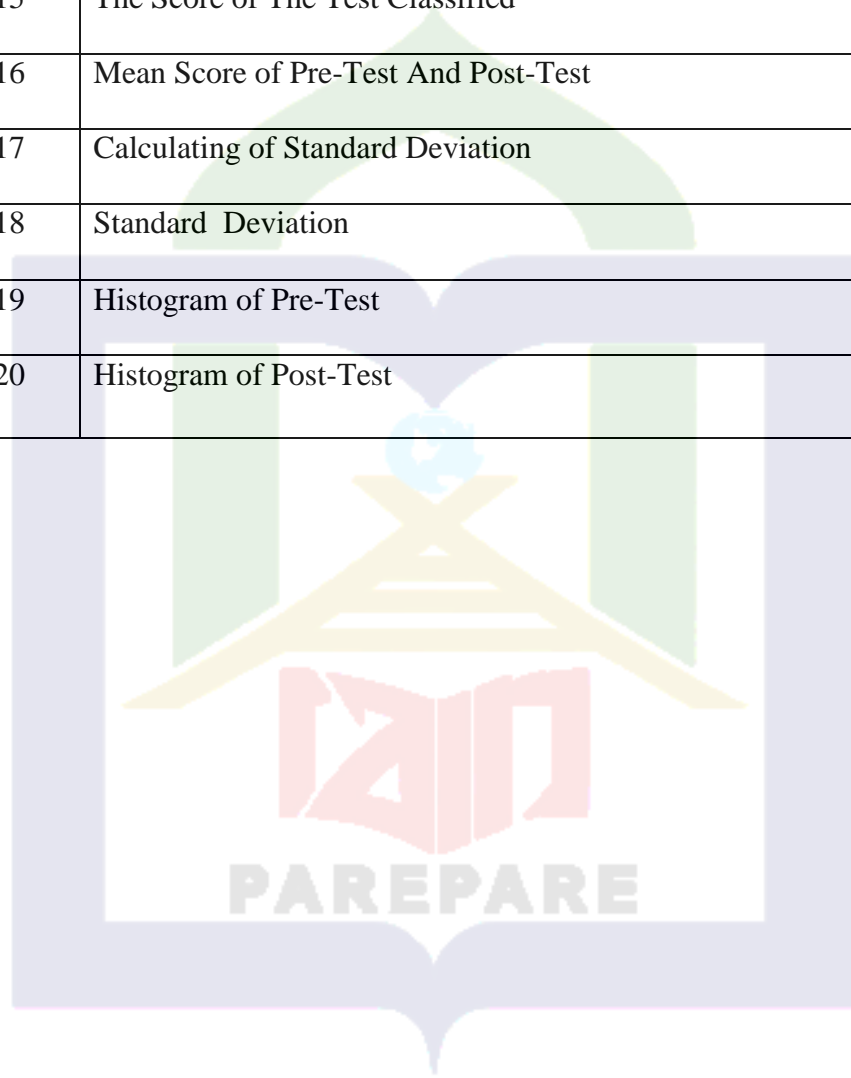 15 The Score of The Test Classified
16 Mean Score of Pre-Test And Post-Test
17 Calculating of Standard Deviation
18 Standard  Deviation
19 Histogram of Pre-Test
20 Histogram of Post-Test
PAREPARE